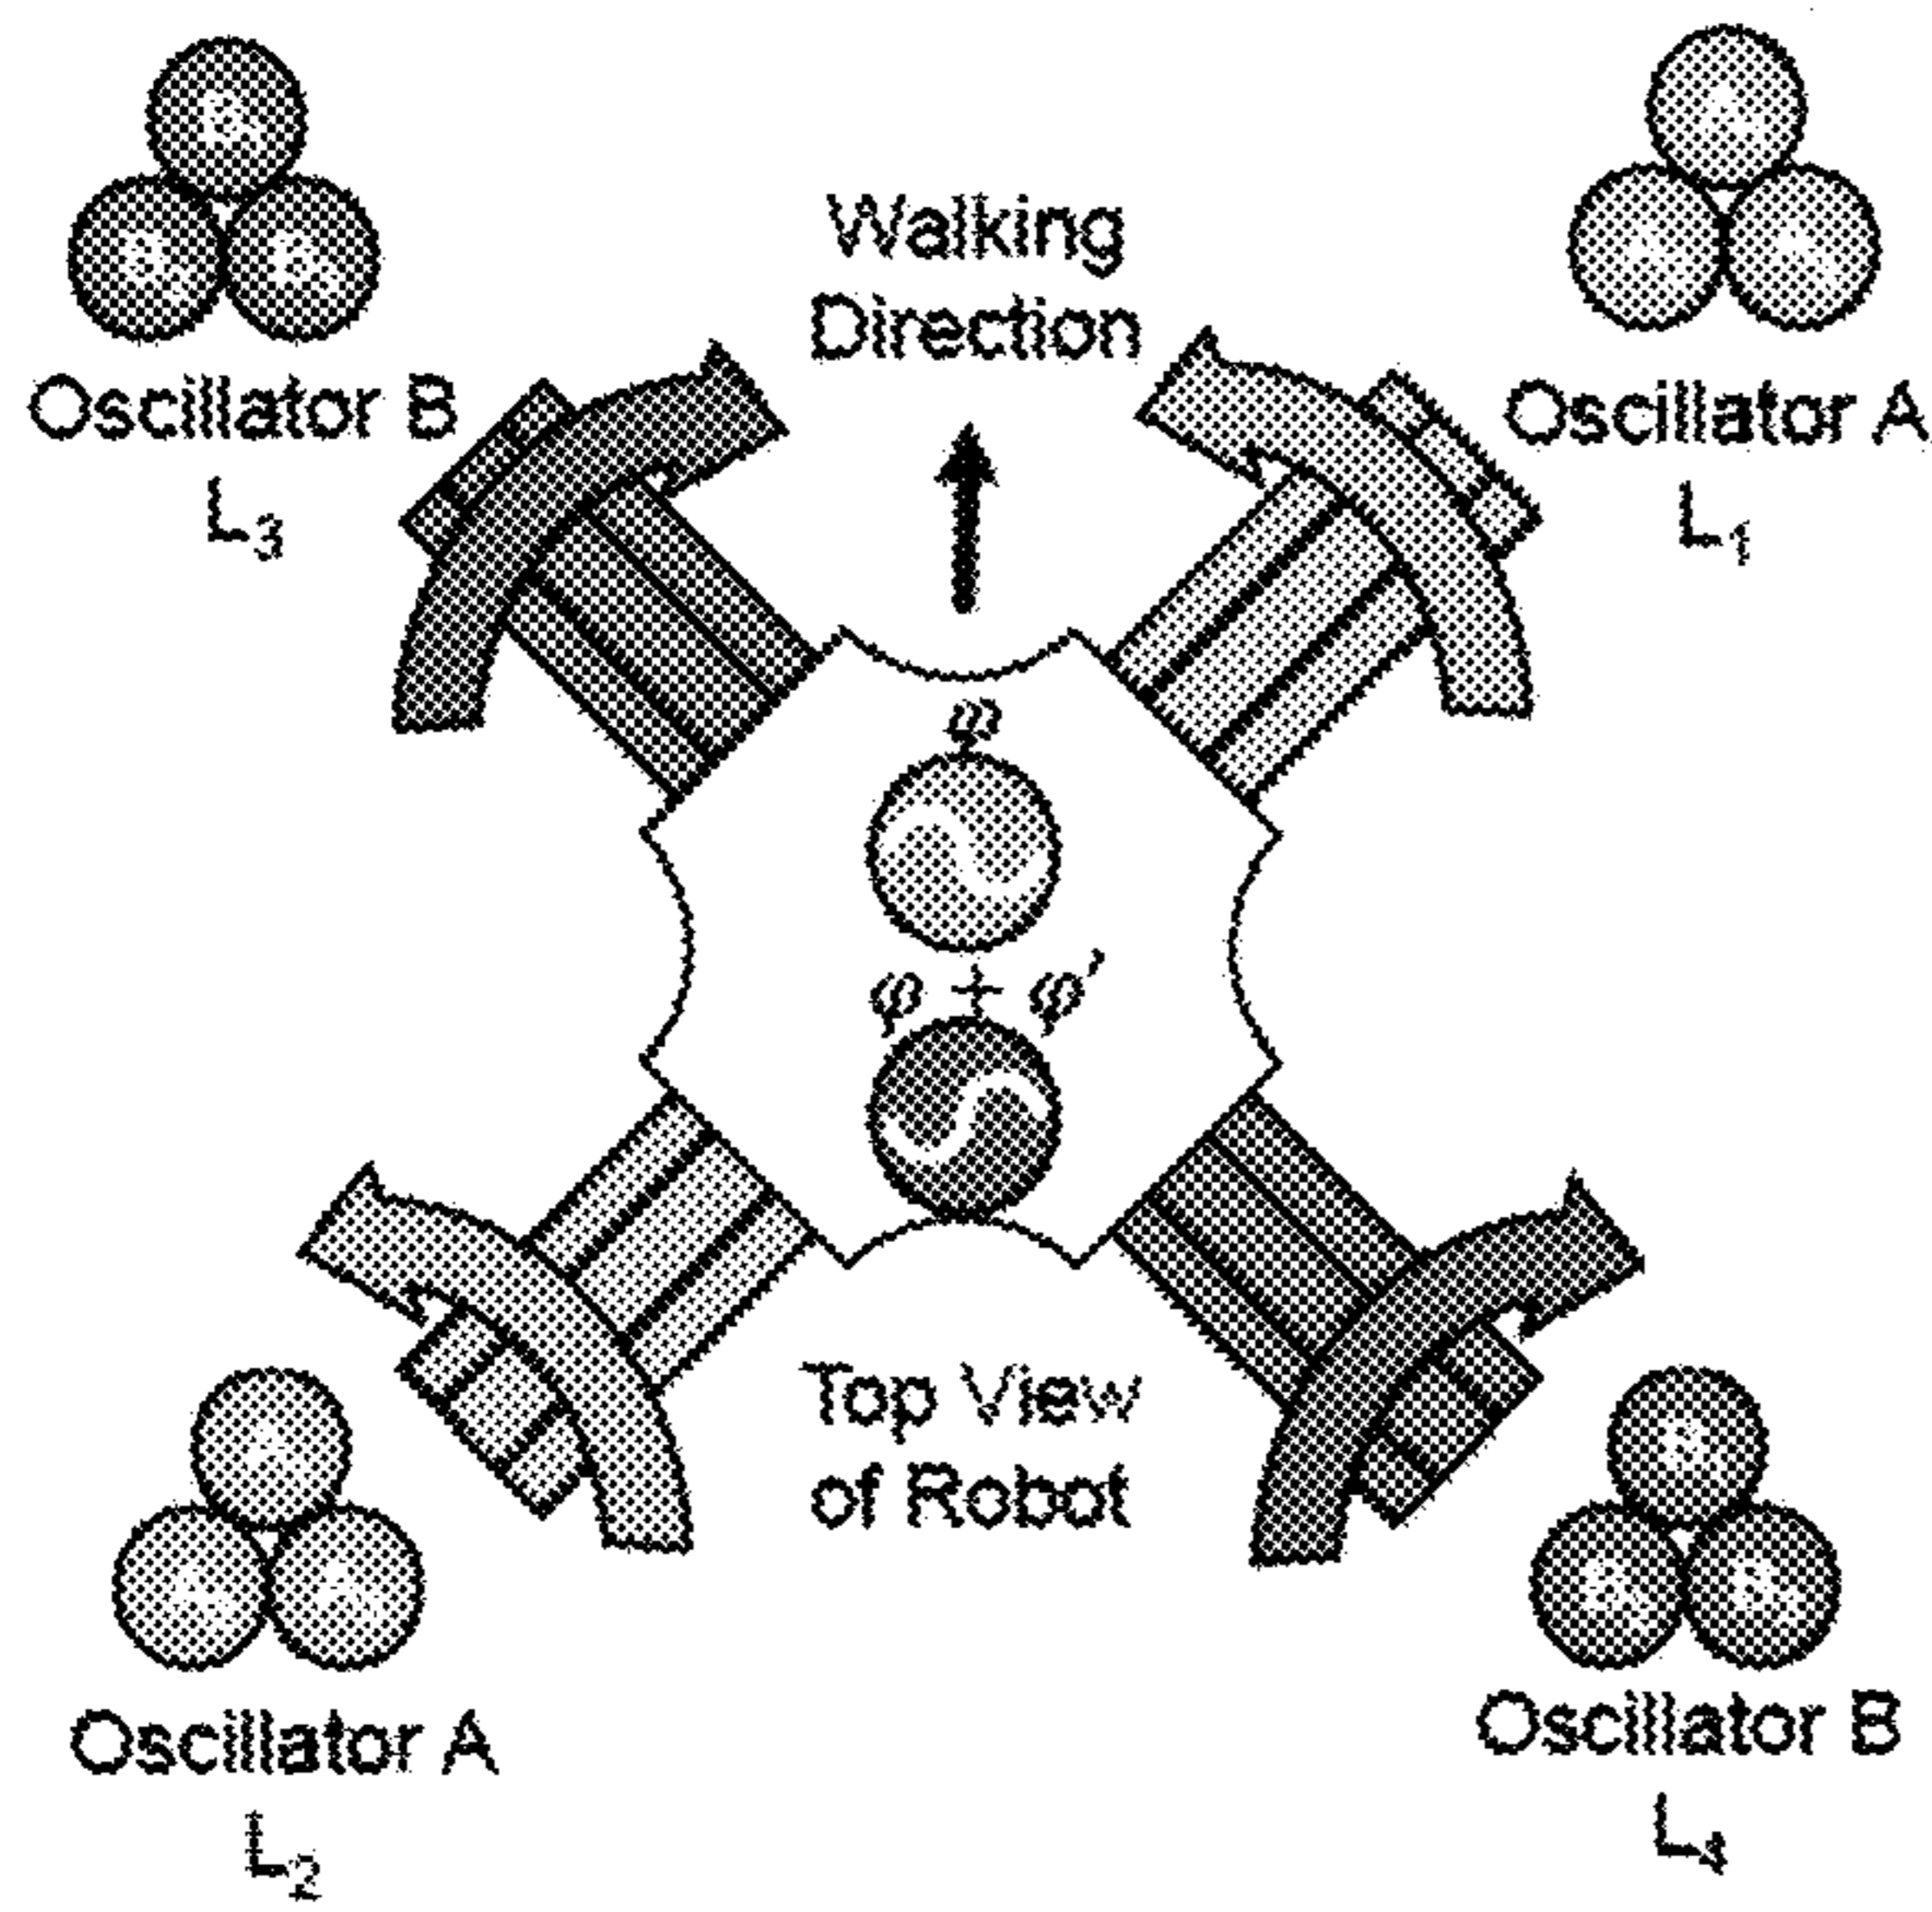 B B B
Oscillator B
L3
Walking
Direction
A A A
Oscillator A
L1
φ
φ + φ′
A A A
Oscillator A
L2
Top View
of Robot
B B B
Oscillator B
L4